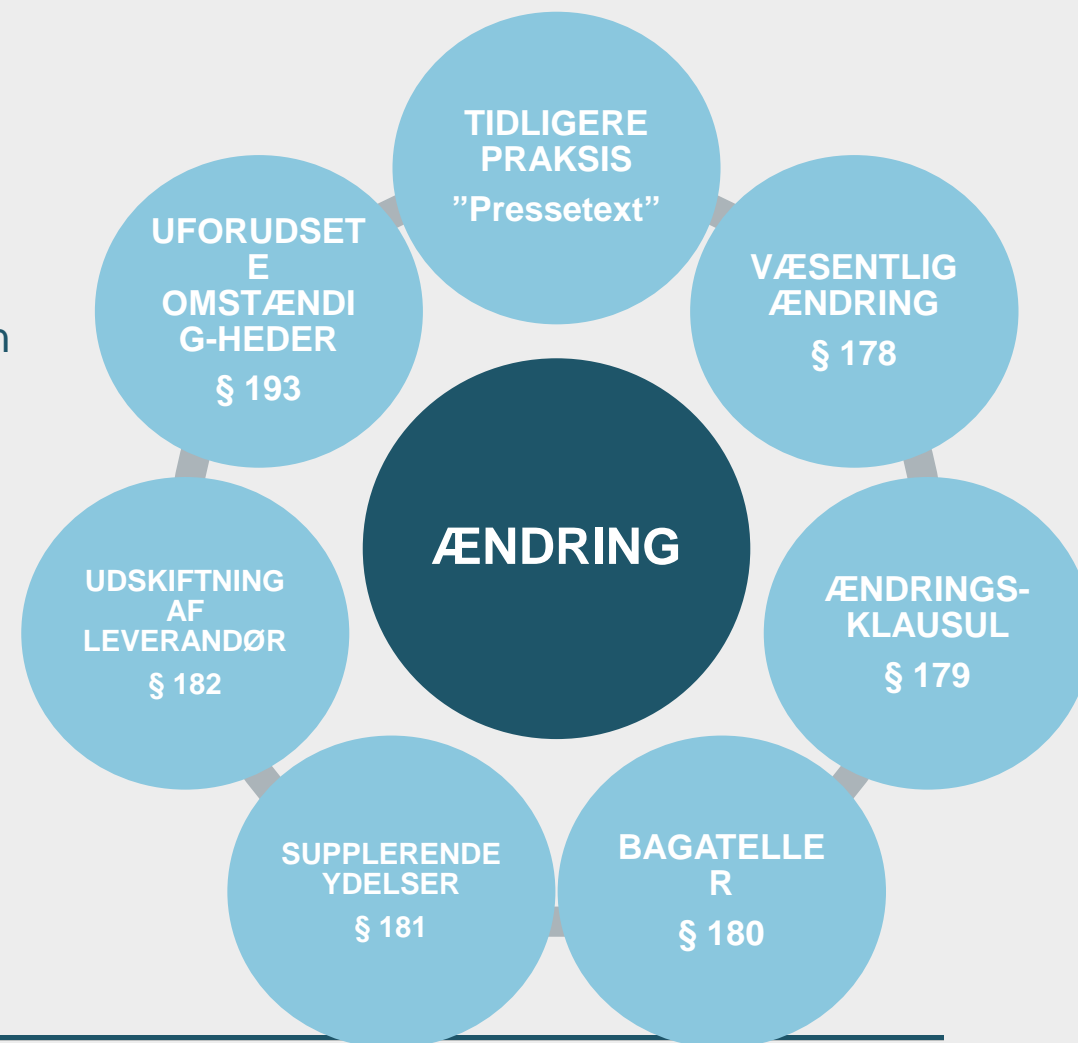 TIDLIGERE
PRAKSIS
”Pressetext”
VÆSENTLIG
ÆNDRING
§ 178
ÆNDRINGS-
KLAUSUL
§ 179
BAGATELLE
R
§ 180
SUPPLERENDE
YDELSER
§ 181
UDSKIFTNING
AF
LEVERANDØR
§ 182
UFORUDSET
E
OMSTÆNDI
G-HEDER
§ 193
ÆNDRING